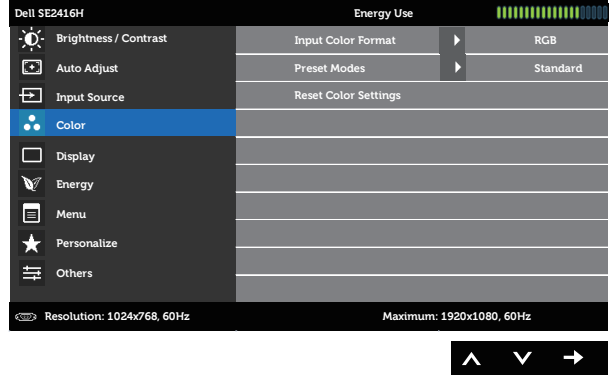 Dell SE2416H Energy Use
Brightness / Contrast Input Color Format RGB
Auto Adjust Preset Modes Standard
Input Source Reset Color Settings
Color
Display
Energy
Menu
Personalize
Others
Resolution: 1024x768, 60Hz Maximum: 1920x1080, 60Hz